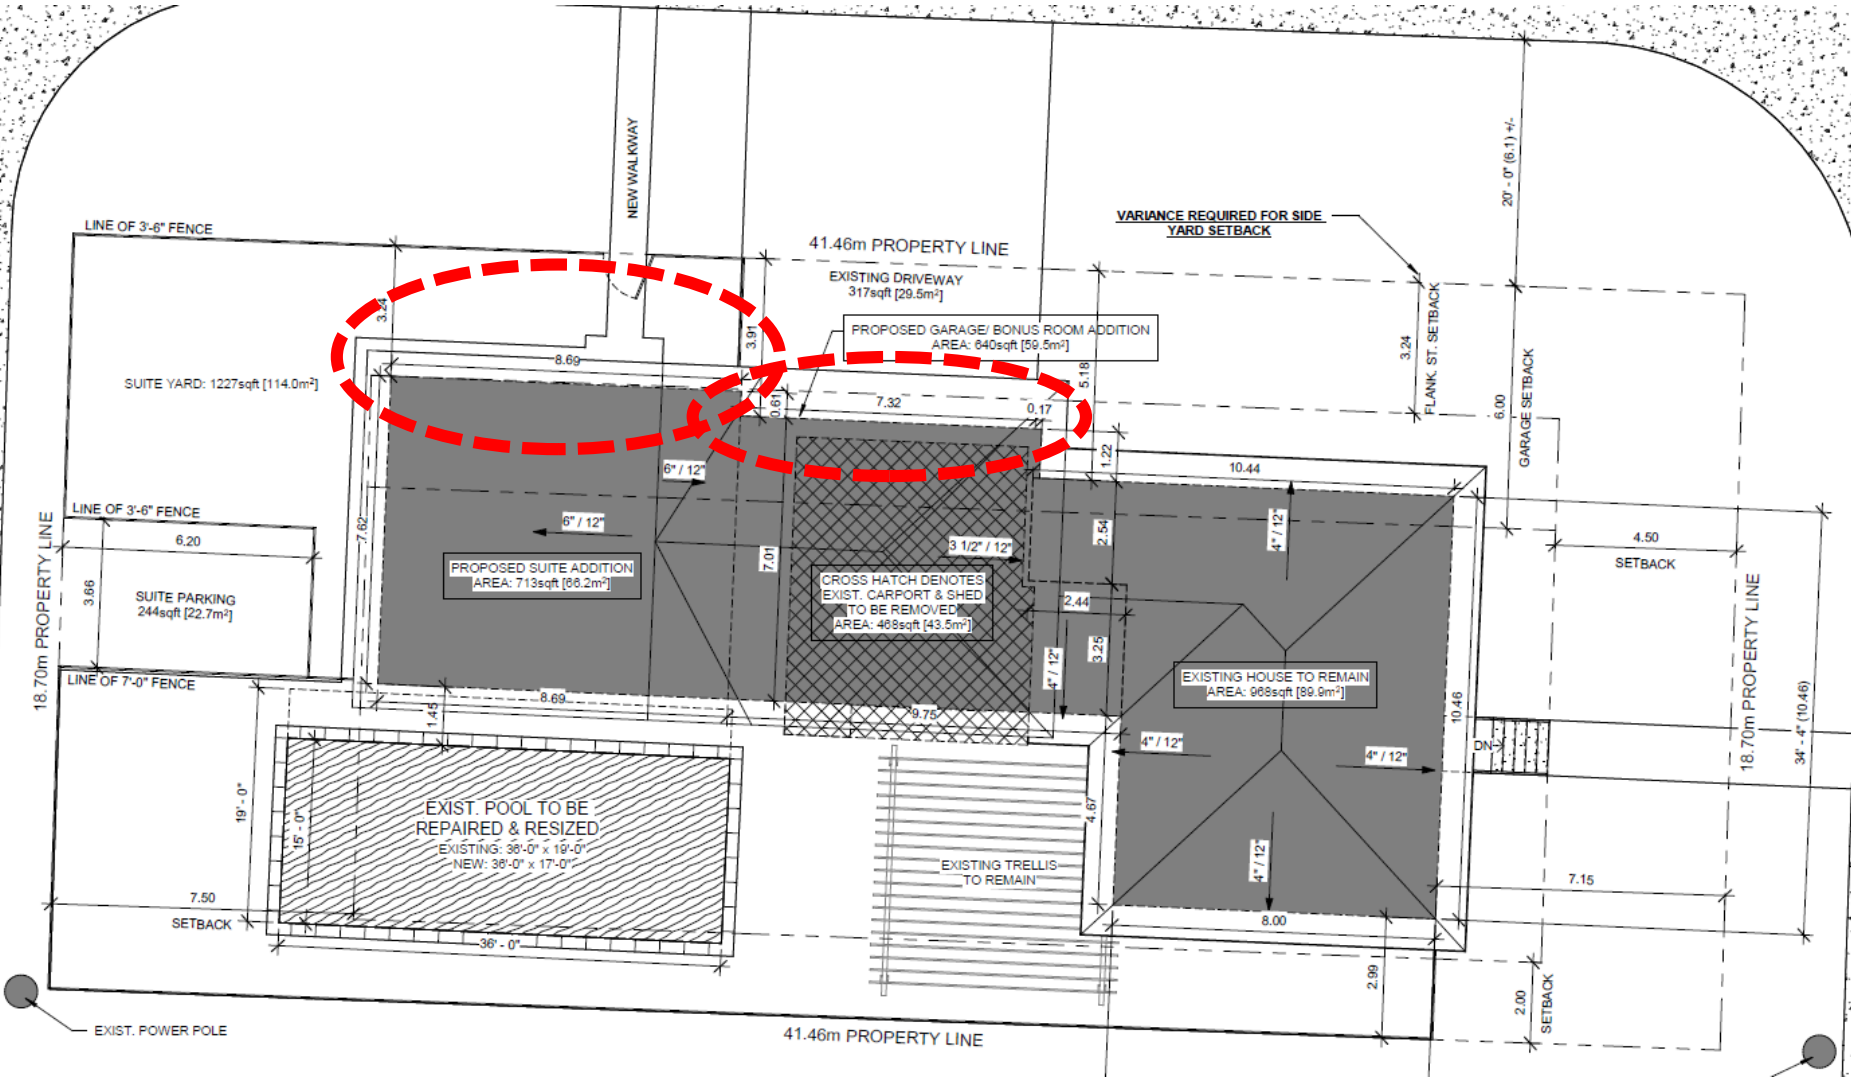 NEW WALKWAY
20' - 0" (6.1) +/-
VARIANCE REQUIRED FOR SIDE
YARD SETBACK
LINE OF 3'-6" FENCE
41.46m PROPERTY LINE
EXISTING DRIVEWAY
317sqft [29.5m²]
3.24
3.91
PROPOSED GARAGE/ BONUS ROOM ADDITION
AREA: 640sqft [59.5m²]
5.18
3.24
FLANK. ST. SETBACK
6.00
GARAGE SETBACK
SUITE YARD: 1227sqft [114.0m²]
8.69
0.61
7.32
0.17
1.22
10.44
6" / 12"
LINE OF 3'-6" FENCE
6.20
7.62
6" / 12"
7.01
3 1/2" / 12"
2.54
4" / 12"
4.50
SETBACK
18.70m PROPERTY LINE
3.66
SUITE PARKING
244sqft [22.7m²]
PROPOSED SUITE ADDITION
AREA: 713sqft [66.2m²]
CROSS HATCH DENOTES
EXIST. CARPORT & SHED
TO BE REMOVED
AREA: 468sqft [43.5m²]
2.44
3.25
4" / 12"
EXISTING HOUSE TO REMAIN
AREA: 968sqft [89.9m²]
18.70m PROPERTY LINE
LINE OF 7'-0" FENCE
8.69
1.45
9.75
10.46
34' - 4" (10.46)
4" / 12"
4" / 12"
DN
19' - 0"
15' - 0"
EXIST. POOL TO BE
REPAIRED & RESIZED
EXISTING: 36'-0" x 19'-0"
NEW: 36'-0" x 17'-0"
4.67
EXISTING TRELLIS
TO REMAIN
4" / 12"
7.15
7.50
SETBACK
36' - 0"
8.00
2.99
2.00
SETBACK
EXIST. POWER POLE
41.46m PROPERTY LINE